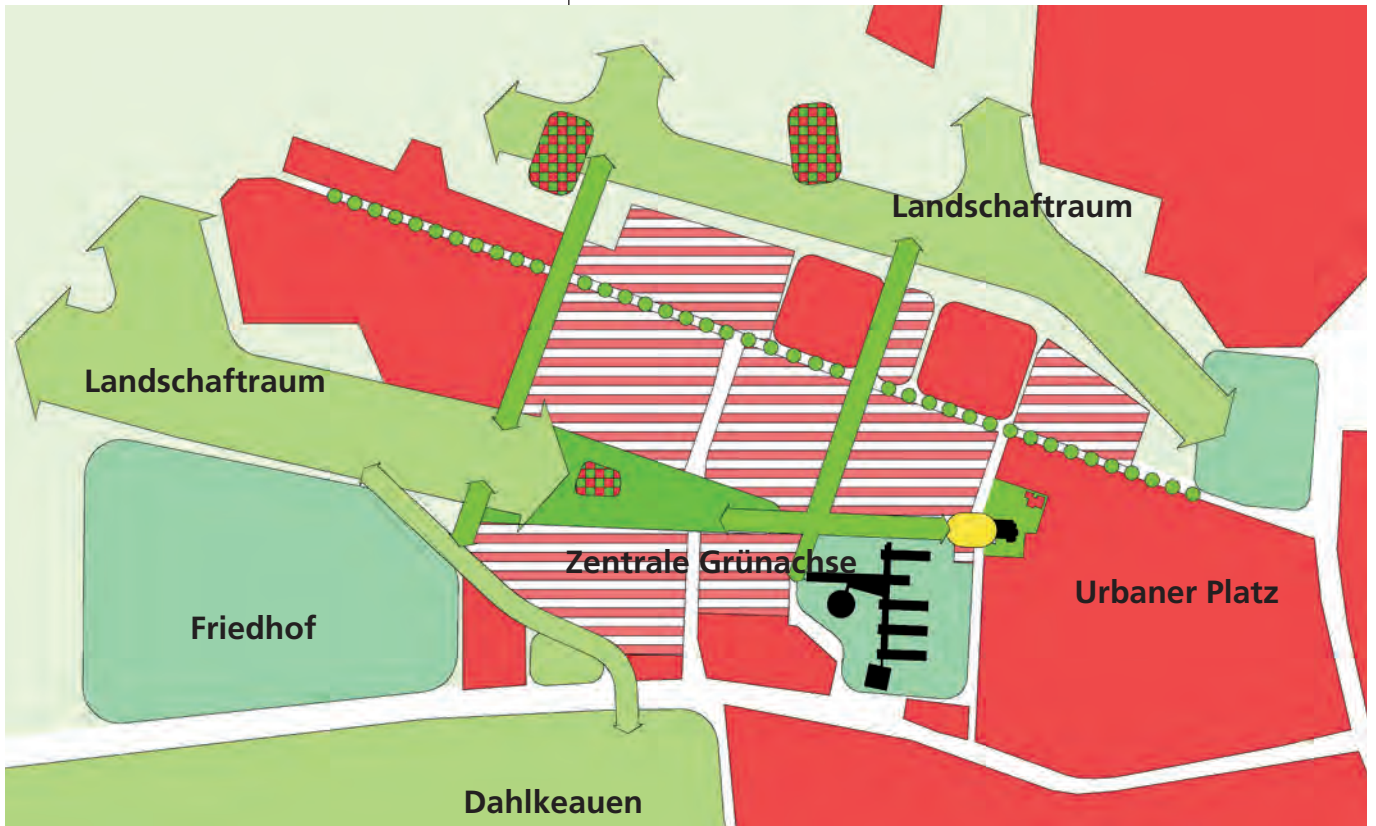 Landschaftraum
Landschaftraum
Zentrale Grünachse
Urbaner Platz
Friedhof
Dahlkeauen